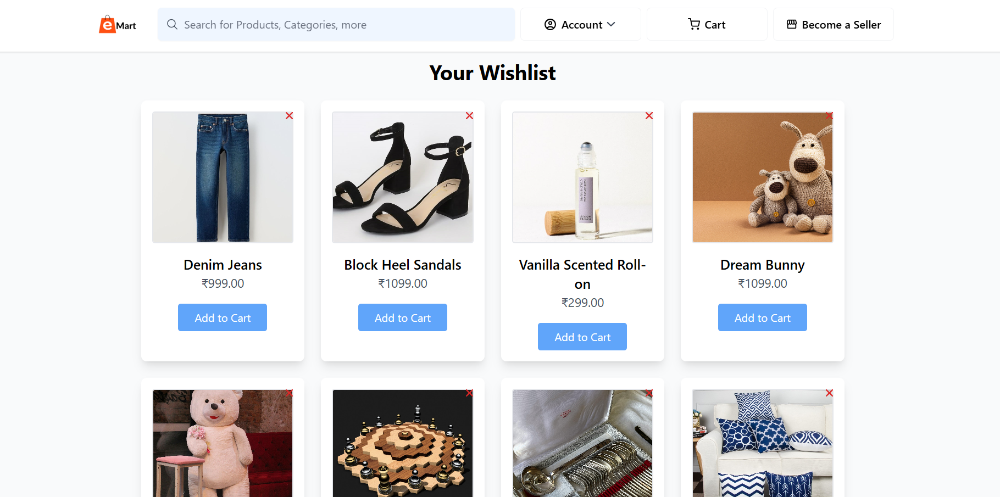 e Mart
Search for Products, Categories, more
Account
Cart
Become a Seller
Your Wishlist
Denim Jeans
₹999.00
Add to Cart
Block Heel Sandals
₹1099.00
Add to Cart
Vanilla Scented Roll-
on
₹299.00
Add to Cart
Dream Bunny
₹1099.00
Add to Cart